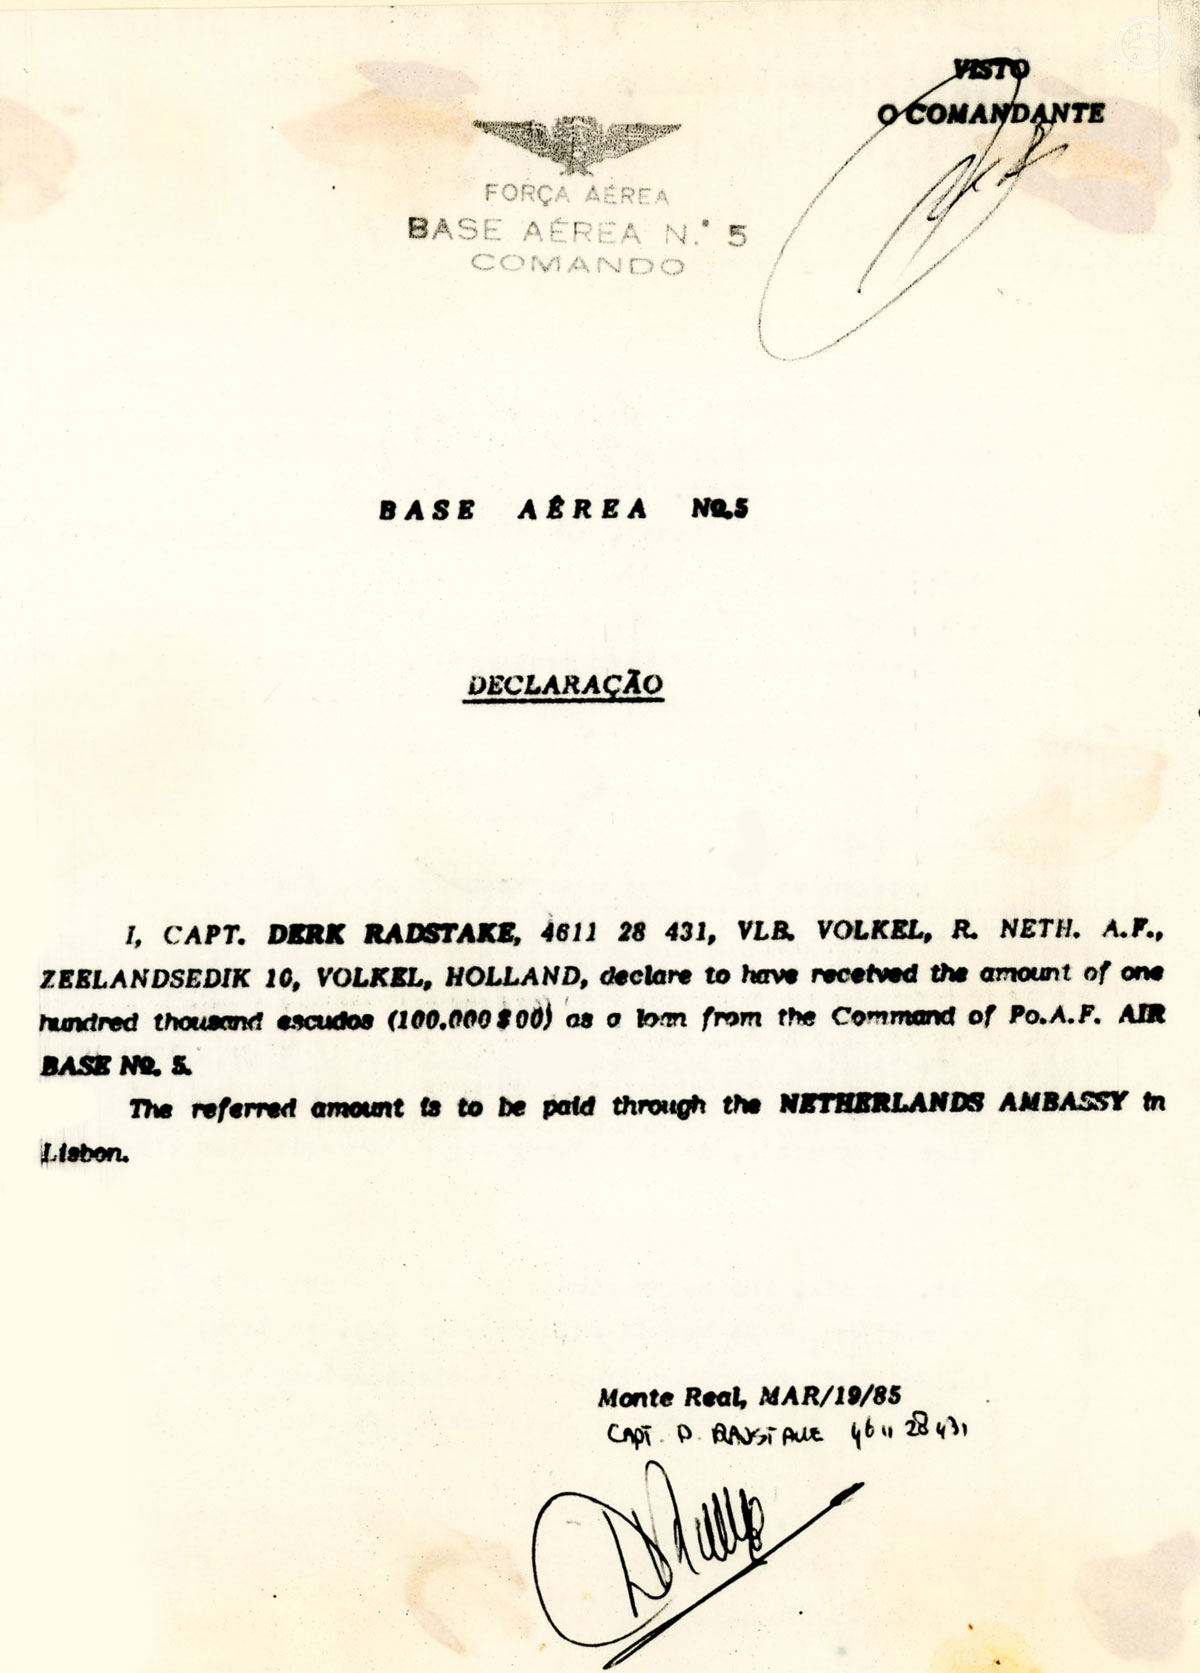 VISTO
O COMANDANTE
FORÇA AÉREA
BASE AÉREA N.º 5
COMANDO
BASE AÊREA Nº.5
DECLARAÇÃO
I, CAPT. DERK RADSTAKE, 4611 28 431, VLB. VOLKEL, R. NETH. A.F.,
ZEELANDSEDIK 10, VOLKEL, HOLLAND, declare to have received the amount of one
hundred thousand escudos (100.000$00) as a loan from the Command of Po.A.F. AIR
BASE Nº. 5.
The referred amount is to be paid through the NETHERLANDS AMBASSY in
Lisbon.
Monte Real, MAR/19/85
CAPT. D. RADSTAKE 4611 28 431